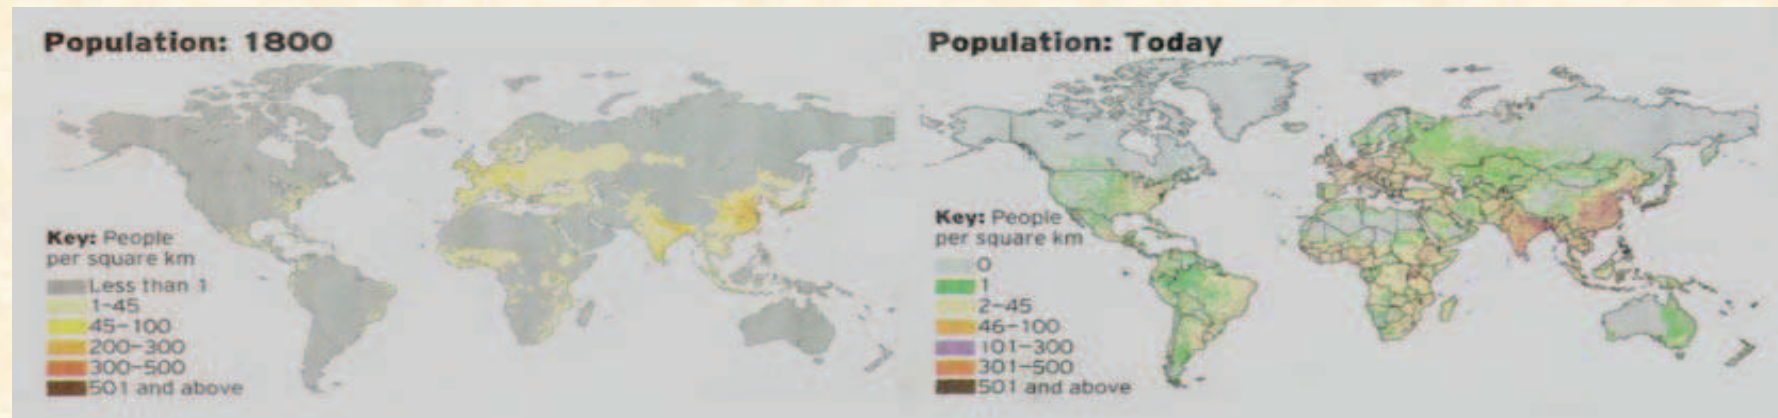 Population: 1800
Key: People
per square km
Less than 1
1–45
45–100
200–300
300–500
501 and above
Population: Today
Key: People
per square km
0
1
2–45
46–100
101–300
301–500
501 and above